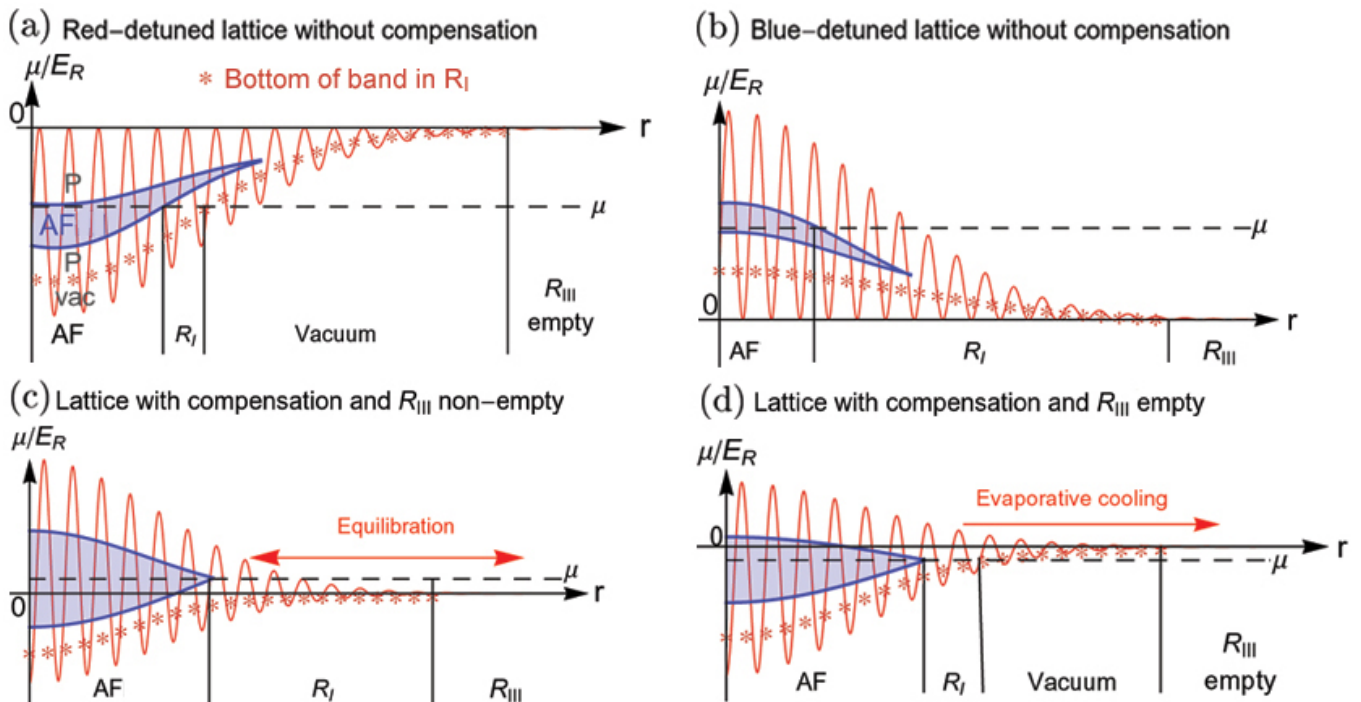 (a) Red-detuned lattice without compensation
μ/E_R
* Bottom of band in R_I
0
r
P
AF
μ
P
vac
AF
R_I
Vacuum
R_III
empty
(b) Blue-detuned lattice without compensation
μ/E_R
μ
0
r
AF
R_I
R_III
(c) Lattice with compensation and R_III non-empty
μ/E_R
Equilibration
μ
0
r
AF
R_I
R_III
(d) Lattice with compensation and R_III empty
μ/E_R
Evaporative cooling
0
r
μ
AF
R_I
Vacuum
R_III
empty